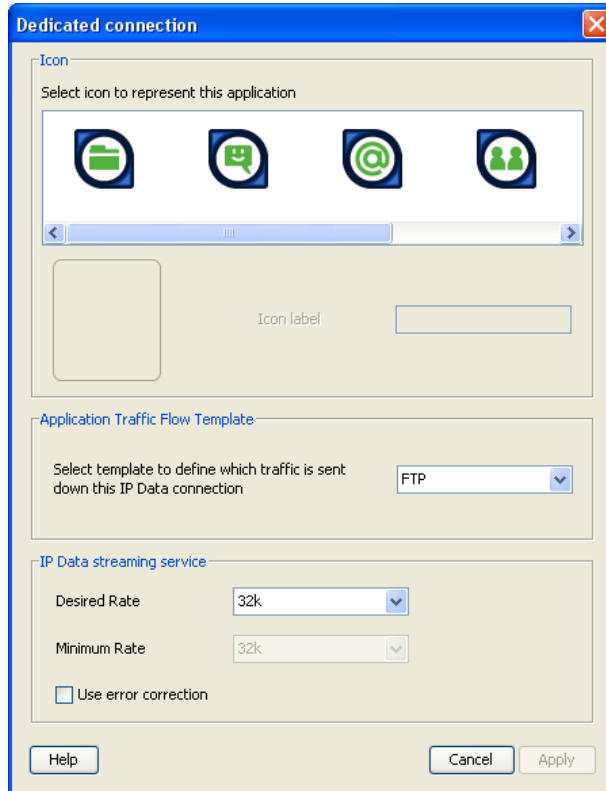 Dedicated connection
Icon
Select icon to represent this application
Icon label
Application Traffic Flow Template
Select template to define which traffic is sent
down this IP Data connection
FTP
IP Data streaming service
Desired Rate
32k
Minimum Rate
32k
Use error correction
Help
Cancel
Apply